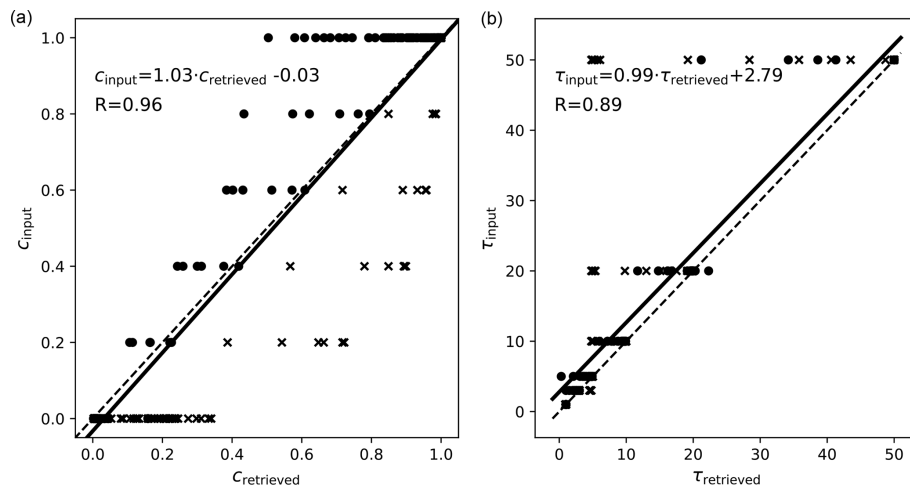 (a)
1.0
0.8
0.6
0.4
0.2
0.0
c_input
c_input=1.03·c_retrieved -0.03
R=0.96
0.0 0.2 0.4 0.6 0.8 1.0
c_retrieved
(b)
50
40
30
20
10
0
τ_input
τ_input=0.99·τ_retrieved+2.79
R=0.89
0 10 20 30 40 50
τ_retrieved